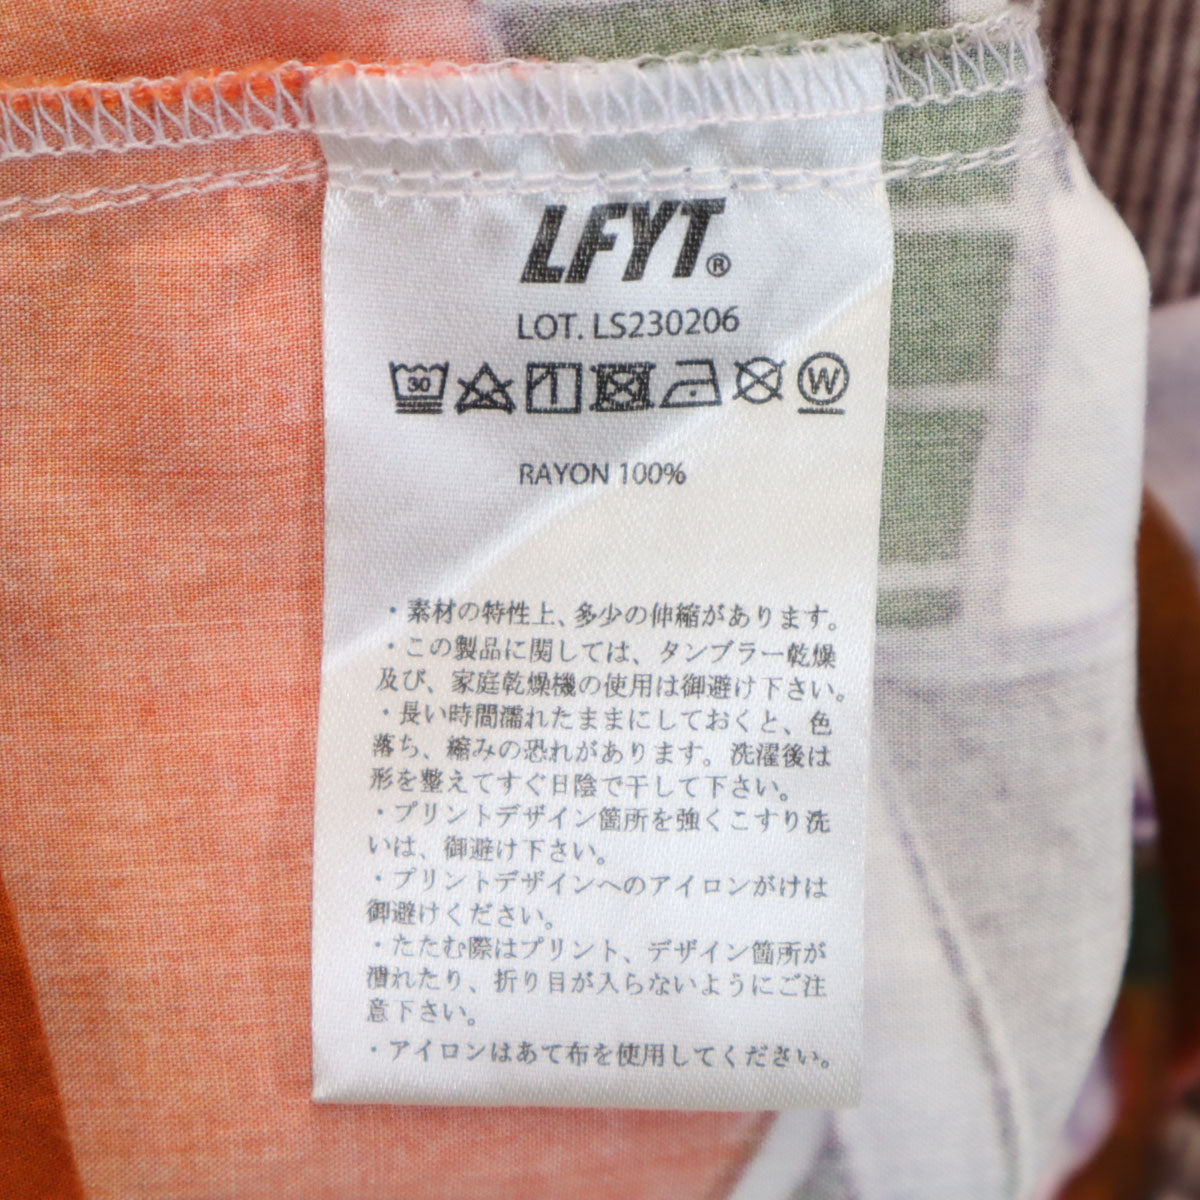 LFYT®
LOT. LS230206
30 W
RAYON 100%
・素材の特性上、多少の伸縮があります。
・この製品に関しては、タンブラー乾燥
及び、家庭乾燥機の使用は御避け下さい。
・長い時間濡れたままにしておくと、色
落ち、縮みの恐れがあります。洗濯後は
形を整えてすぐ日陰で干して下さい。
・プリントデザイン箇所を強くこすり洗
いは、御避け下さい。
・プリントデザインへのアイロンがけは
御避けください。
・たたむ際はプリント、デザイン箇所が
潰れたり、折り目が入らないようにご注
意下さい。
・アイロンはあて布を使用してください。